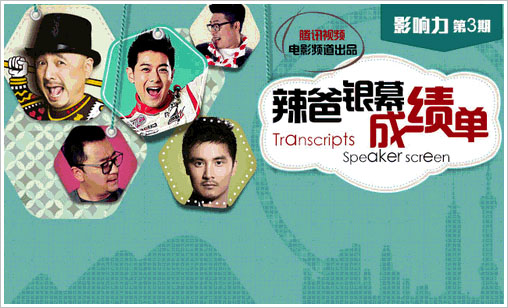 影响力 第3期
腾讯视频
电影频道出品
辣爸银幕
成绩单
Transcripts
Speaker screen